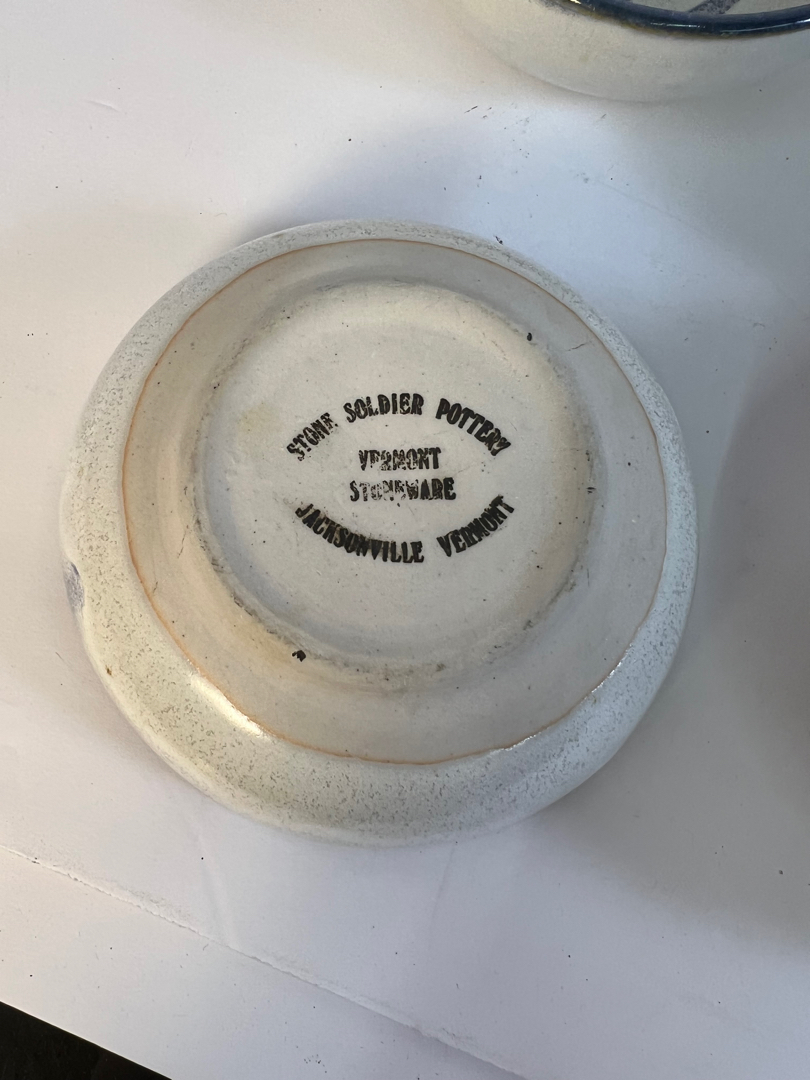 STONE SOLDIER POTTERY
VERMONT
STONEWARE
JACKSONVILLE VERMONT